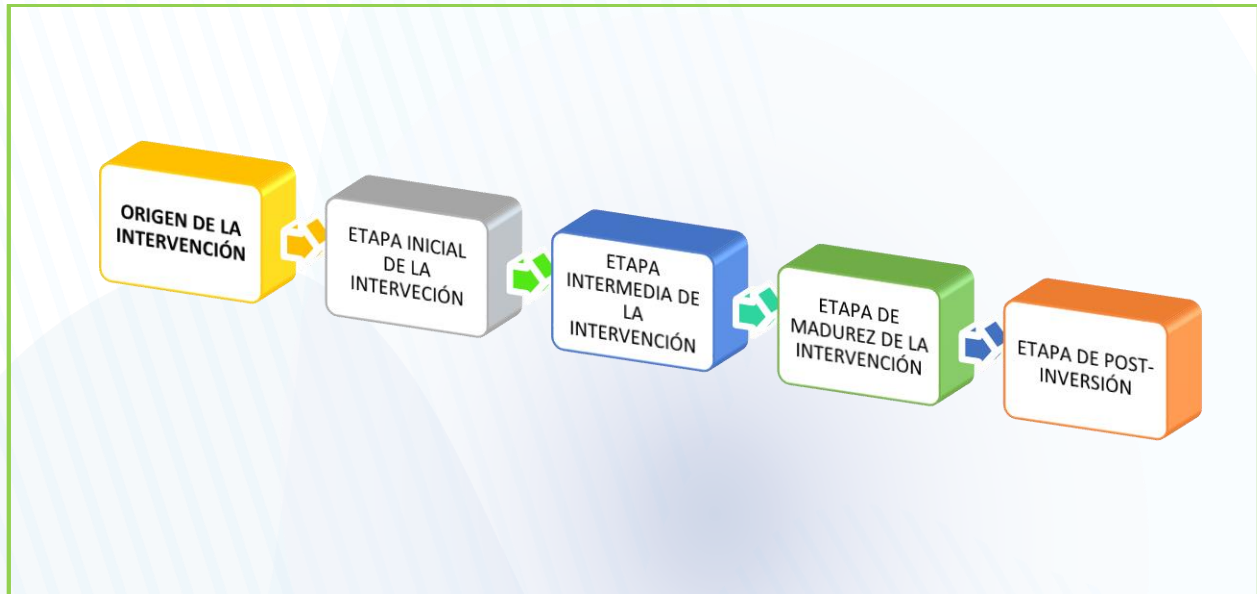 ORIGEN DE LA
INTERVENCIÓN
ETAPA INICIAL
DE LA
INTERVECIÓN
ETAPA
INTERMEDIA DE
LA
INTERVENCIÓN
ETAPA DE
MADUREZ DE LA
INTERVENCIÓN
ETAPA DE POST-
INVERSIÓN